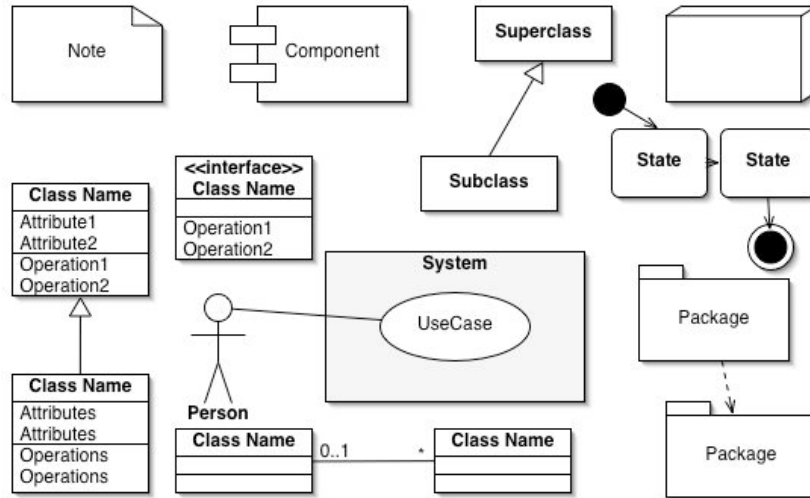 Note
Component
Superclass
Subclass
State
State
<<interface>>
Class Name
Operation1
Operation2
Class Name
Attribute1
Attribute2
Operation1
Operation2
System
UseCase
Person
Package
Class Name
Attributes
Attributes
Operations
Operations
Class Name
0..1
*
Class Name
Package